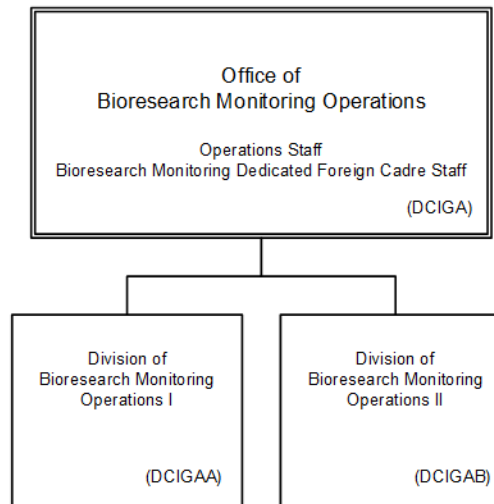 Office of
Bioresearch Monitoring Operations
Operations Staff
Bioresearch Monitoring Dedicated Foreign Cadre Staff
(DCIGA)
Division of
Bioresearch Monitoring
Operations I
(DCIGAA)
Division of
Bioresearch Monitoring
Operations II
(DCIGAB)